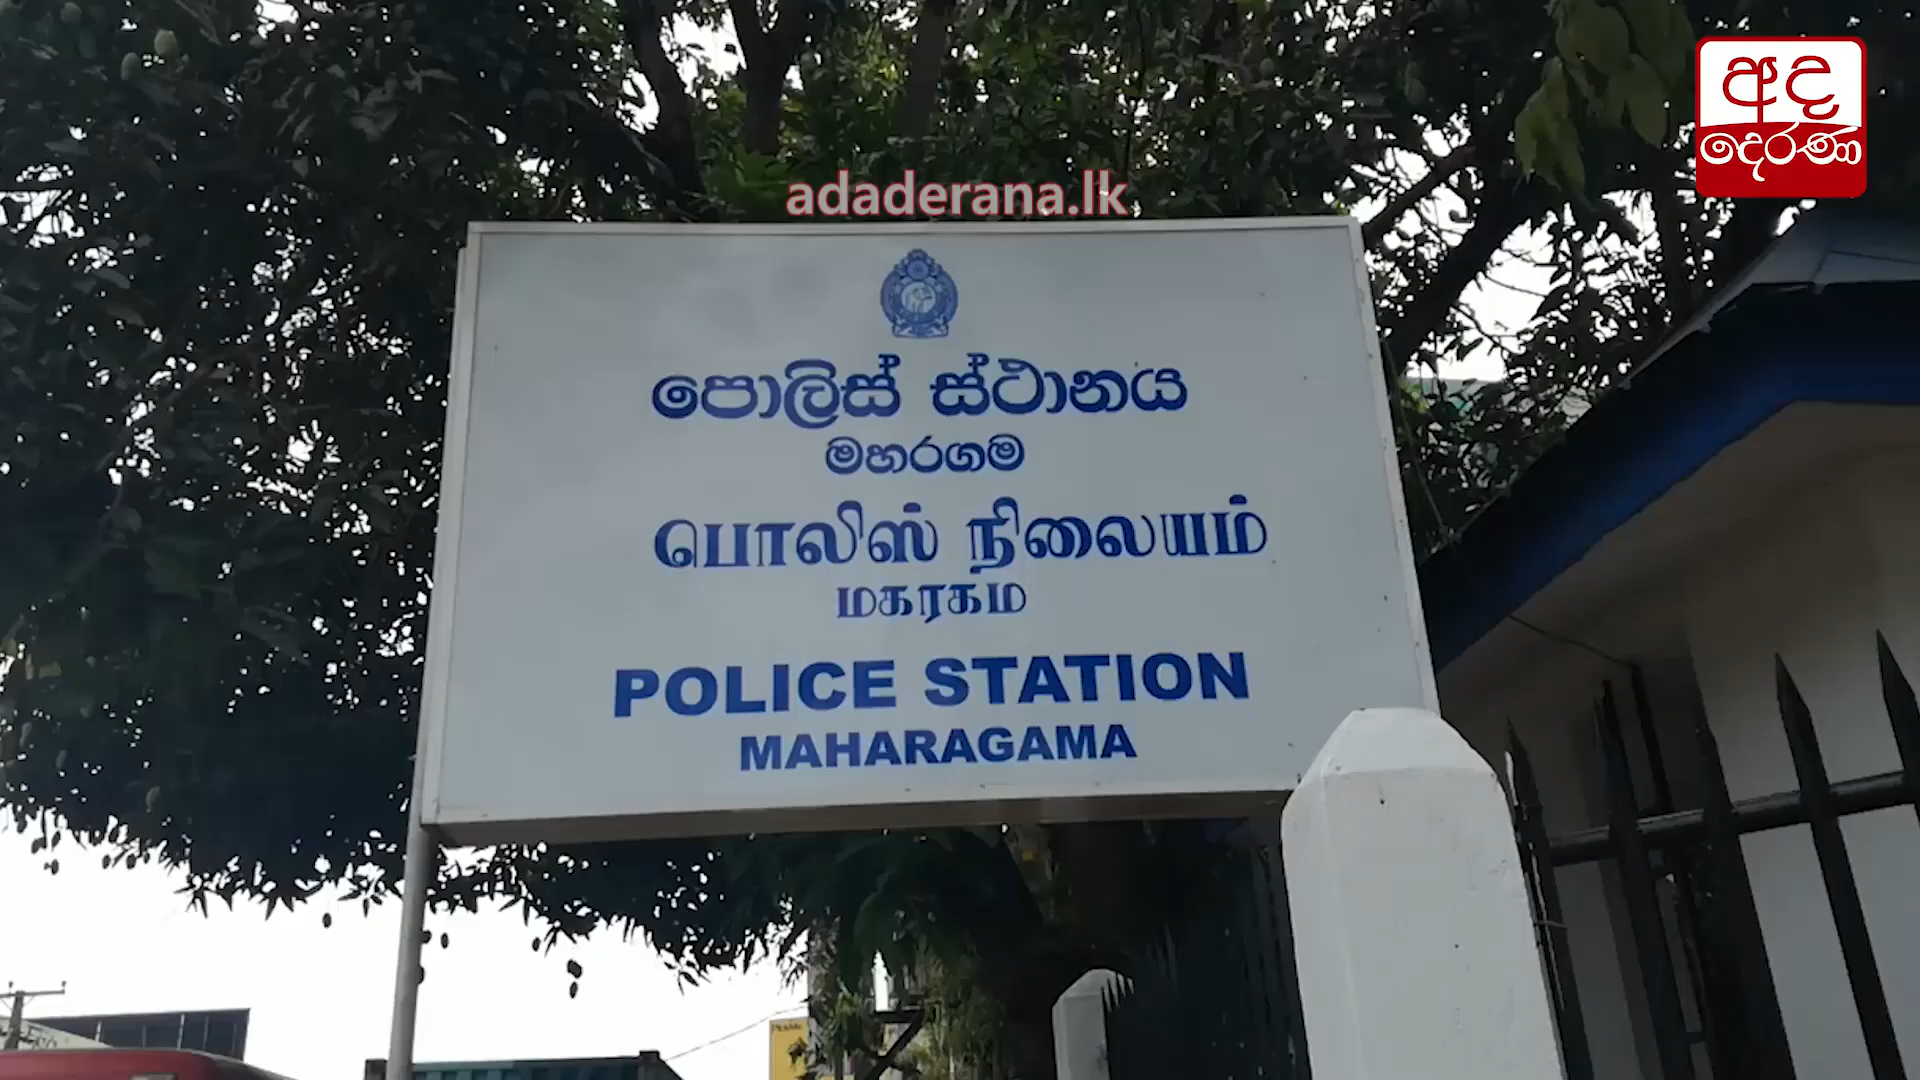 අද
දෙරණ
adaderana.lk
පොලිස් ස්ථානය
මහරගම
பொலிஸ் நிலையம்
மகரகம
POLICE STATION
MAHARAGAMA